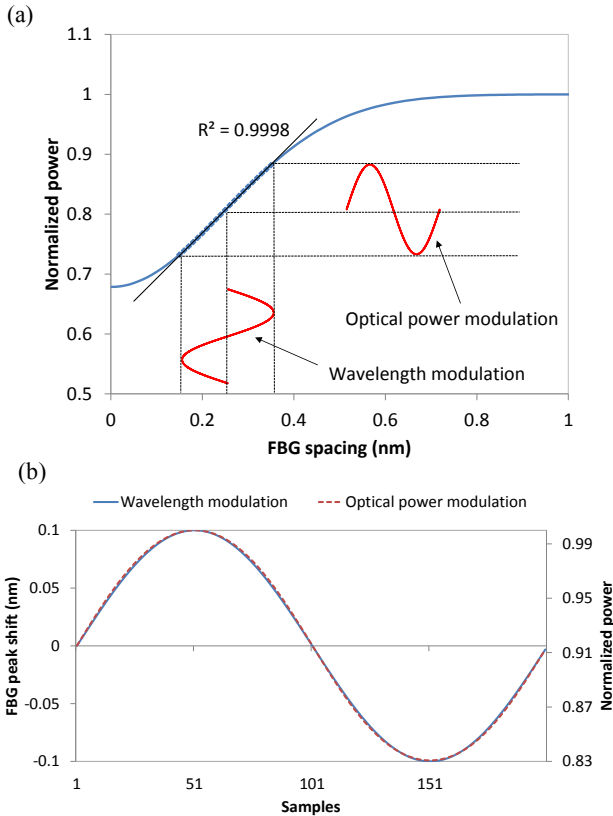 (a)
1.1
1
0.9
0.8
0.7
0.6
0.5
Normalized power
R² = 0.9998
Optical power modulation
Wavelength modulation
0
0.2
0.4
0.6
0.8
1
FBG spacing (nm)
(b)
Wavelength modulation
Optical power modulation
0.1
0.05
0
-0.05
-0.1
FBG peak shift (nm)
0.99
0.95
0.91
0.87
0.83
Normalized power
1
51
101
151
Samples